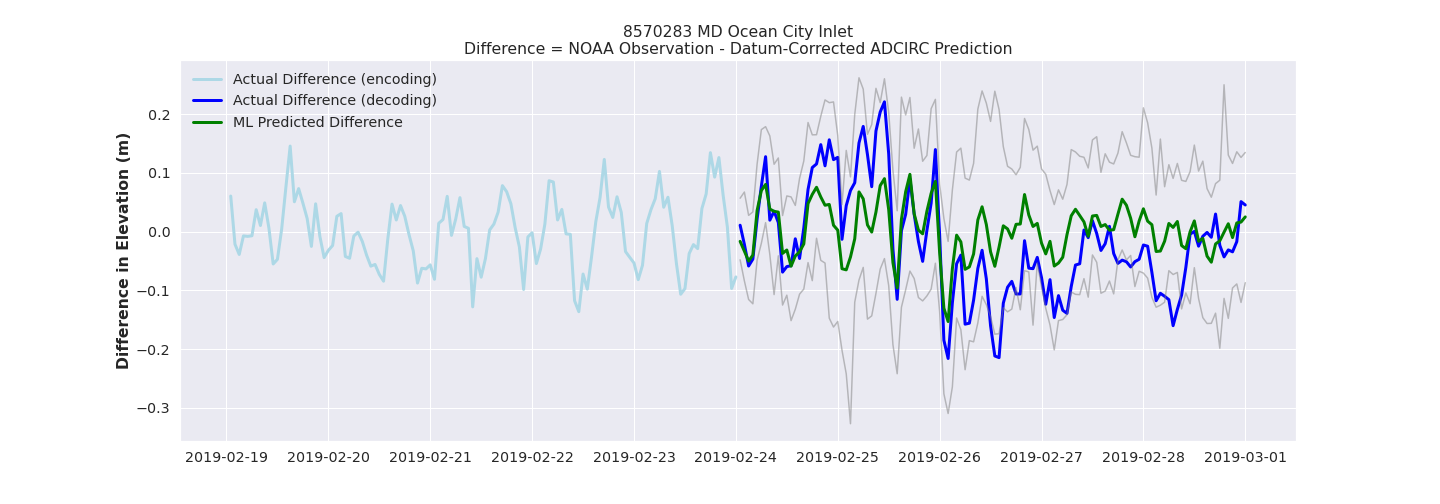 8570283 MD Ocean City Inlet
Difference = NOAA Observation - Datum-Corrected ADCIRC Prediction
Actual Difference (encoding)
Actual Difference (decoding)
ML Predicted Difference
Difference in Elevation (m)
0.2
0.1
0.0
−0.1
−0.2
−0.3
2019-02-19 2019-02-20 2019-02-21 2019-02-22 2019-02-23 2019-02-24 2019-02-25 2019-02-26 2019-02-27 2019-02-28 2019-03-01